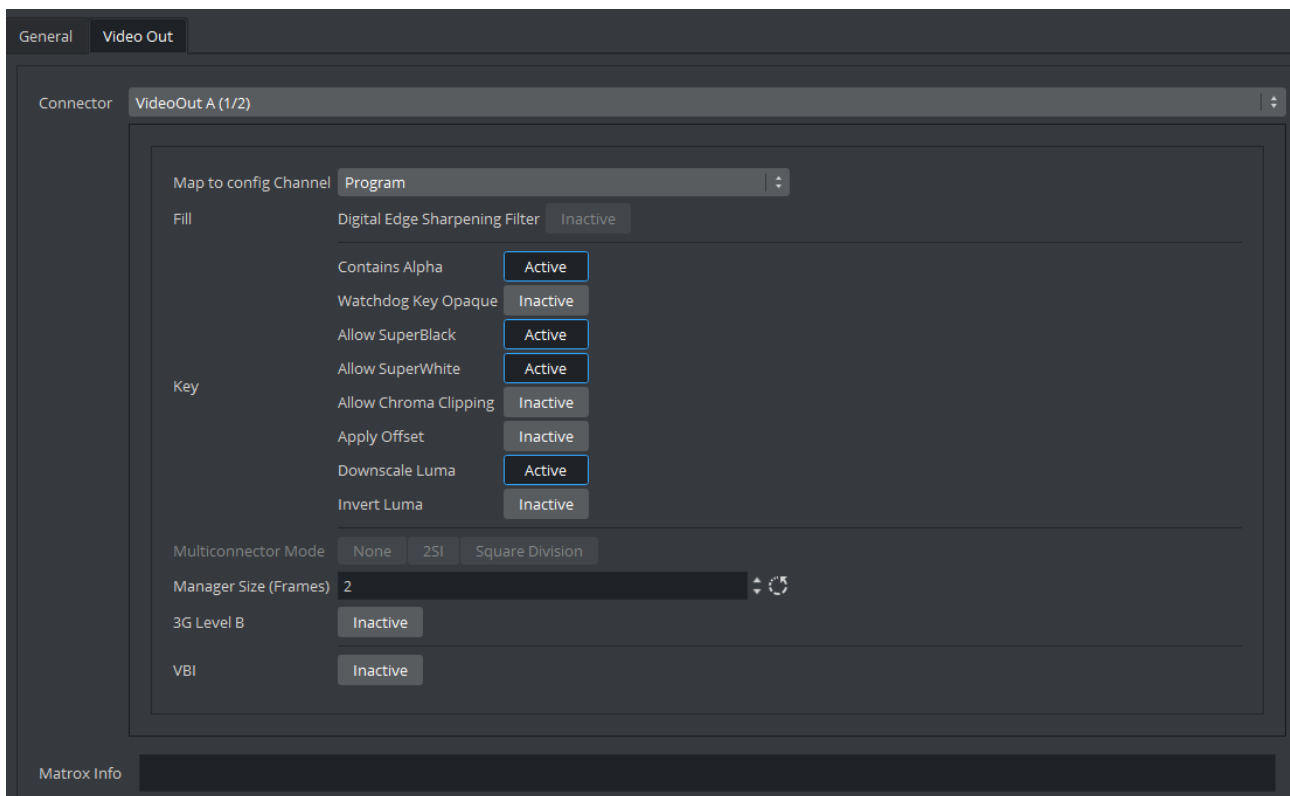 General Video Out
Connector VideoOut A (1/2)
Map to config Channel Program
Fill Digital Edge Sharpening Filter Inactive
Key
Contains Alpha Active
Watchdog Key Opaque Inactive
Allow SuperBlack Active
Allow SuperWhite Active
Allow Chroma Clipping Inactive
Apply Offset Inactive
Downscale Luma Active
Invert Luma Inactive
Multiconnector Mode None 2SI Square Division
Manager Size (Frames) 2
3G Level B Inactive
VBI Inactive
Matrox Info